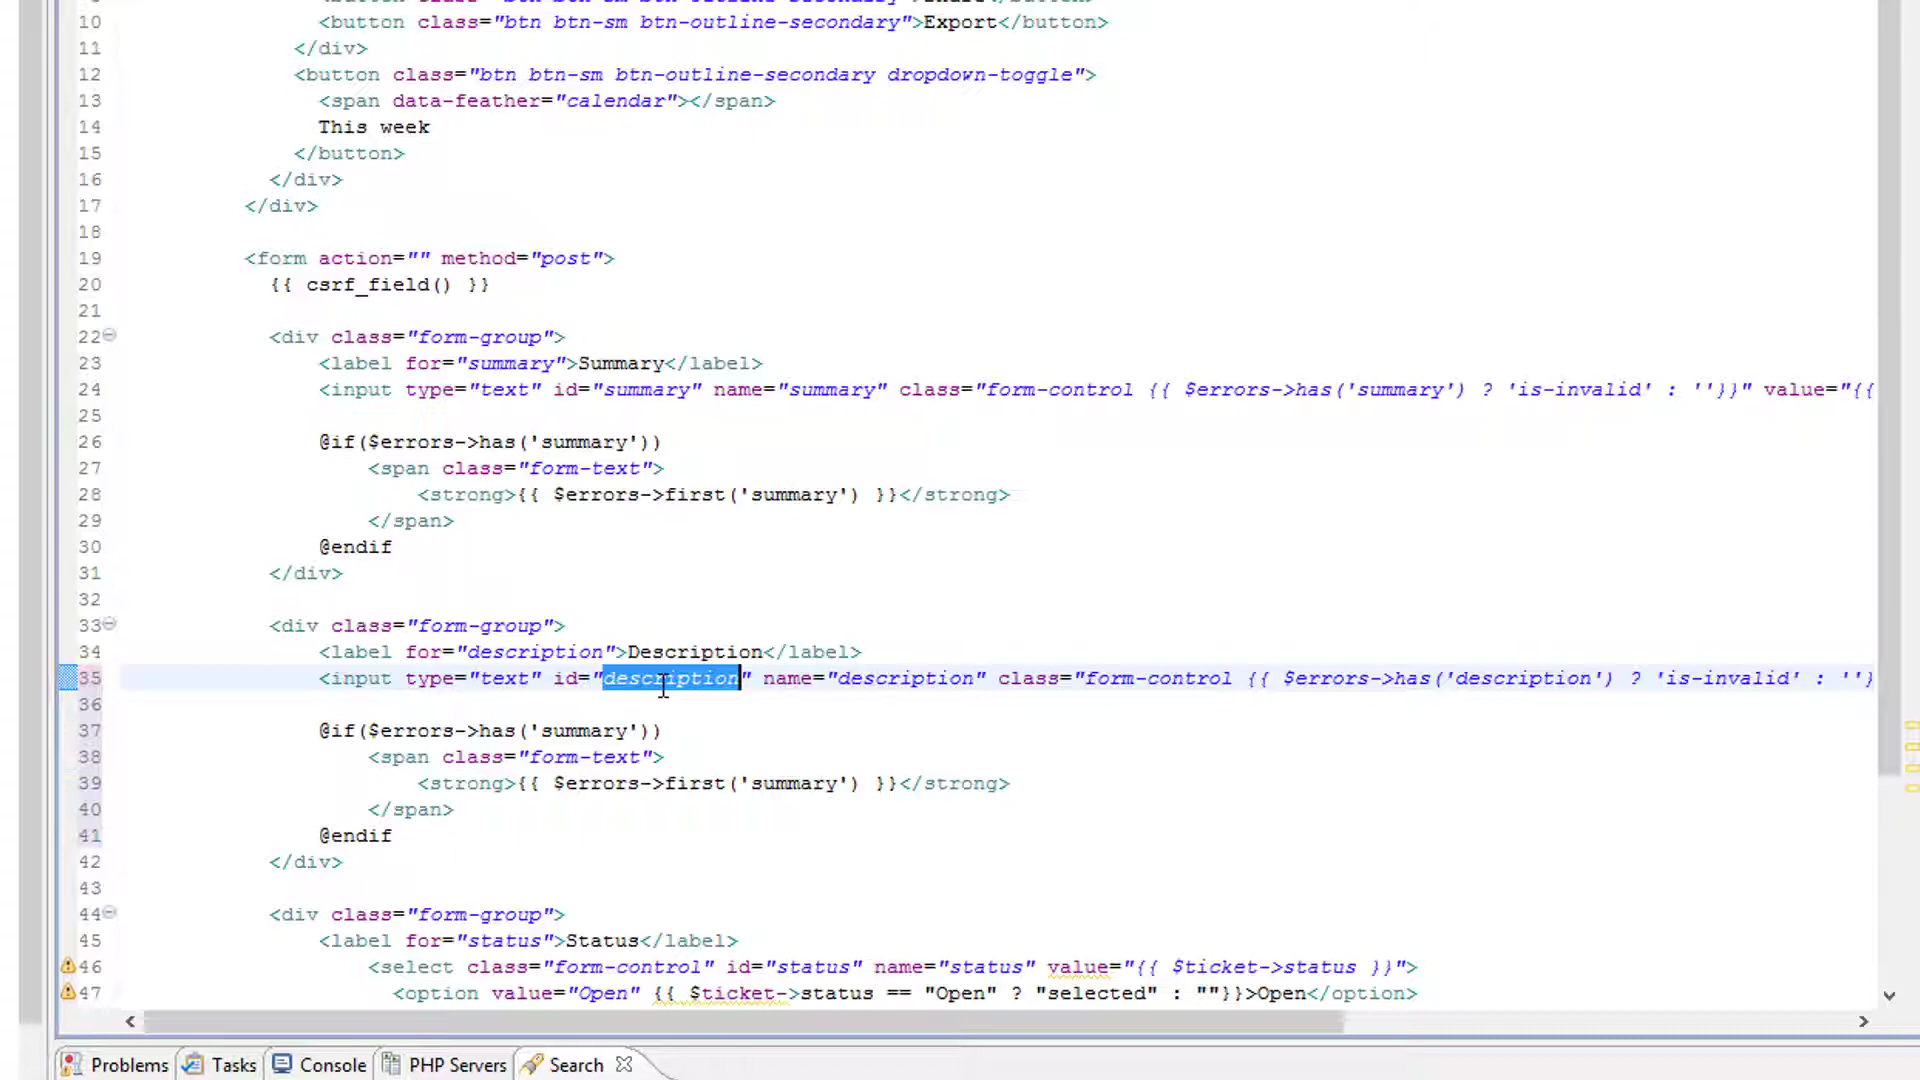 10 <button class="btn btn-sm btn-outline-secondary">Export</button>
11 </div>
12 <button class="btn btn-sm btn-outline-secondary dropdown-toggle">
13 <span data-feather="calendar"></span>
14 This week
15 </button>
16 </div>
17 </div>
18
19 <form action="" method="post">
20 {{ csrf_field() }}
21
22 <div class="form-group">
23 <label for="summary">Summary</label>
24 <input type="text" id="summary" name="summary" class="form-control {{ $errors->has('summary') ? 'is-invalid' : ''}}" value="{{
25
26 @if($errors->has('summary'))
27 <span class="form-text">
28 <strong>{{ $errors->first('summary') }}</strong>
29 </span>
30 @endif
31 </div>
32
33 <div class="form-group">
34 <label for="description">Description</label>
35 <input type="text" id="description" name="description" class="form-control {{ $errors->has('description') ? 'is-invalid' : ''}
36
37 @if($errors->has('summary'))
38 <span class="form-text">
39 <strong>{{ $errors->first('summary') }}</strong>
40 </span>
41 @endif
42 </div>
43
44 <div class="form-group">
45 <label for="status">Status</label>
46 <select class="form-control" id="status" name="status" value="{{ $ticket->status }}">
47 <option value="Open" {{ $ticket->status == "Open" ? "selected" : ""}}>Open</option>
Problems Tasks Console PHP Servers Search